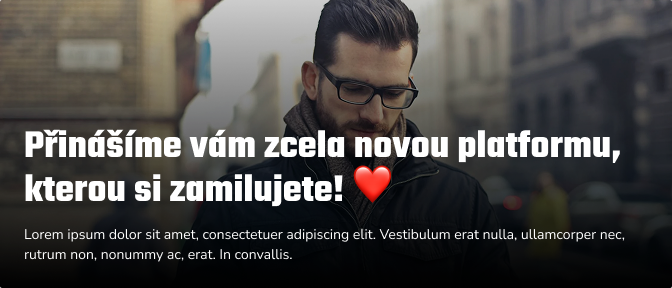 Přinášíme vám zcela novou platformu,
kterou si zamilujete! ❤️
Lorem ipsum dolor sit amet, consectetuer adipiscing elit. Vestibulum erat nulla, ullamcorper nec,
rutrum non, nonummy ac, erat. In convallis.